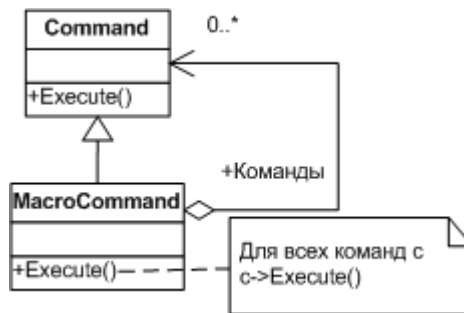 Command
0..*
+Execute()
+Команды
MacroCommand
+Execute()
Для всех команд c
c->Execute()